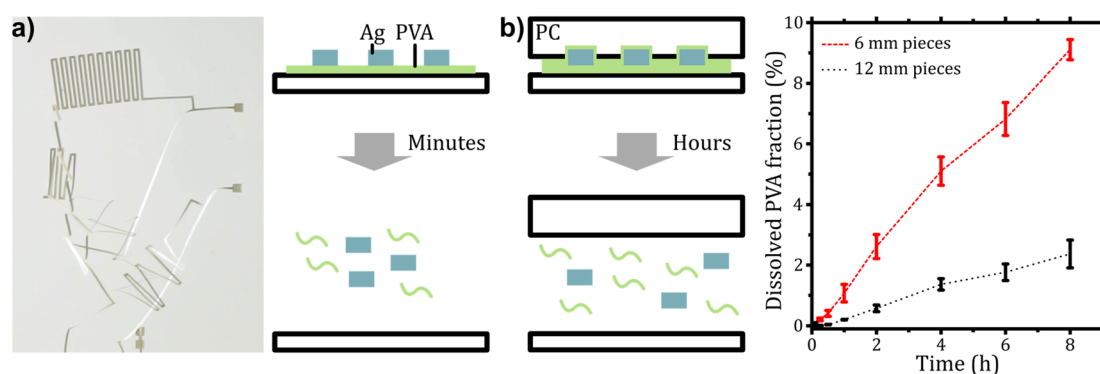 a)
Ag PVA
Minutes
b)
PC
Hours
Dissolved PVA fraction (%)
10
8
6
4
2
0
6 mm pieces
12 mm pieces
0 2 4 6 8
Time (h)